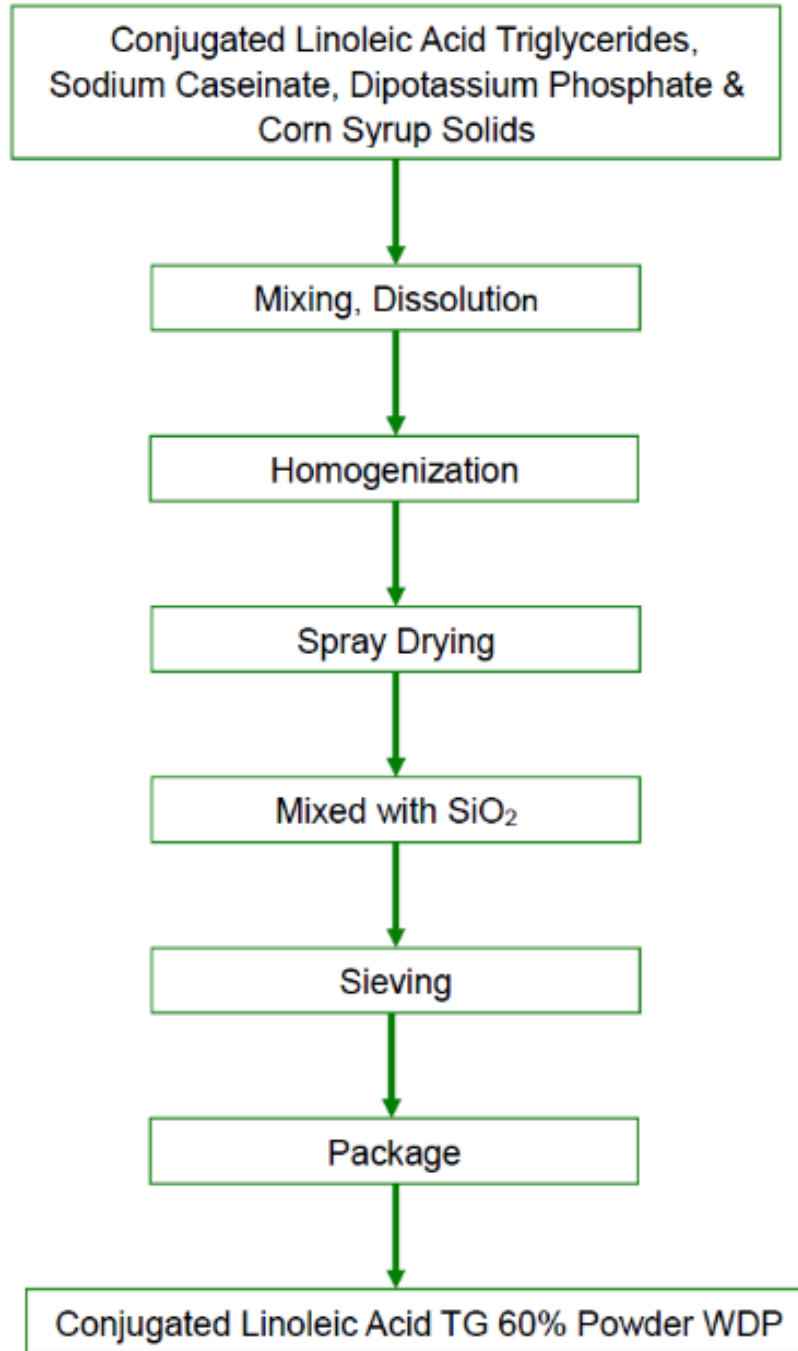 Conjugated Linoleic Acid Triglycerides,
Sodium Caseinate, Dipotassium Phosphate &
Corn Syrup Solids
Mixing, Dissolution
Homogenization
Spray Drying
Mixed with SiO₂
Sieving
Package
Conjugated Linoleic Acid TG 60% Powder WDP